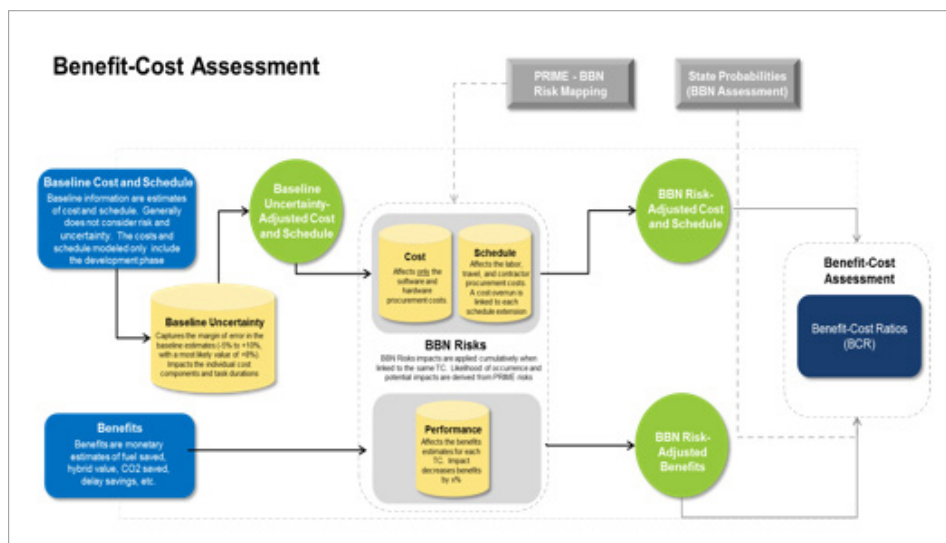 Benefit-Cost Assessment
PRIME - BBN
Risk Mapping
State Probabilities
(BBN Assessment)
Baseline Cost and Schedule
Baseline information are estimates
of cost and schedule. Generally
does not consider risk and
uncertainty. The costs and
schedule modeled only include
the development phase
Baseline
Uncertainty-
Adjusted Cost
and Schedule
Baseline Uncertainty
Captures the margin of error in the
baseline estimates (-5% to +10%,
with a most likely value of +8%).
Impacts the individual cost
components and task durations
Cost
Affects only the
software and
hardware
procurement costs
Schedule
Affects the labor,
travel, and contractor
procurement costs.
A cost overrun is
linked to each
schedule extension
BBN Risks
BBN Risks impacts are applied cumulatively when
linked to the same TC. Likelihood of occurrence and
potential impacts are derived from PRIME risks
BBN Risk-
Adjusted Cost
and Schedule
Benefit-Cost
Assessment
Benefit-Cost Ratios
(BCR)
Benefits
Benefits are monetary
estimates of fuel saved,
hybrid value, CO2 saved,
delay savings, etc.
Performance
Affects the benefits
estimates for each
TC. Impact
decreases benefits
by x%
BBN Risk-
Adjusted
Benefits